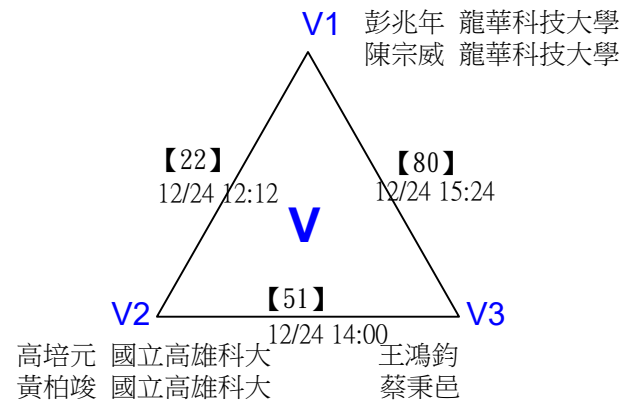 V1 彭兆年 龍華科技大學
陳宗威 龍華科技大學
【22】
12/24 12:12
【80】
12/24 15:24
V
【51】
12/24 14:00
V2
V3
高培元 國立高雄科大
黃柏竣 國立高雄科大
王鴻鈞
蔡秉邑